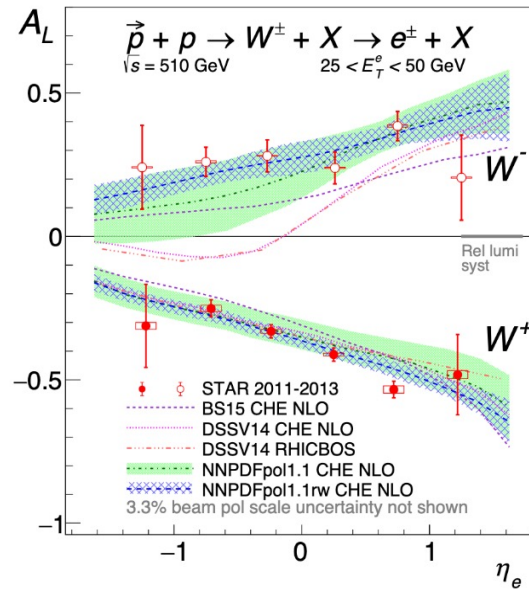 A_L
p⃗ + p → W± + X → e± + X
√s = 510 GeV 25 < E_T^e < 50 GeV
0.5
W⁻
0
Rel lumi
syst
W⁺
−0.5
STAR 2011-2013
BS15 CHE NLO
DSSV14 CHE NLO
DSSV14 RHICBOS
NNPDFpol1.1 CHE NLO
NNPDFpol1.1rw CHE NLO
3.3% beam pol scale uncertainty not shown
−1
−1 0 1
η_e